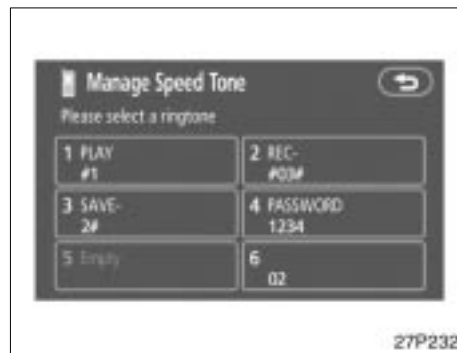 Manage Speed Tone
Please select a ringtone
1 PLAY
#1
2 REC-
#03#
3 SAVE-
2#
4 PASSWORD
1234
5 Empty
6
02
27P232